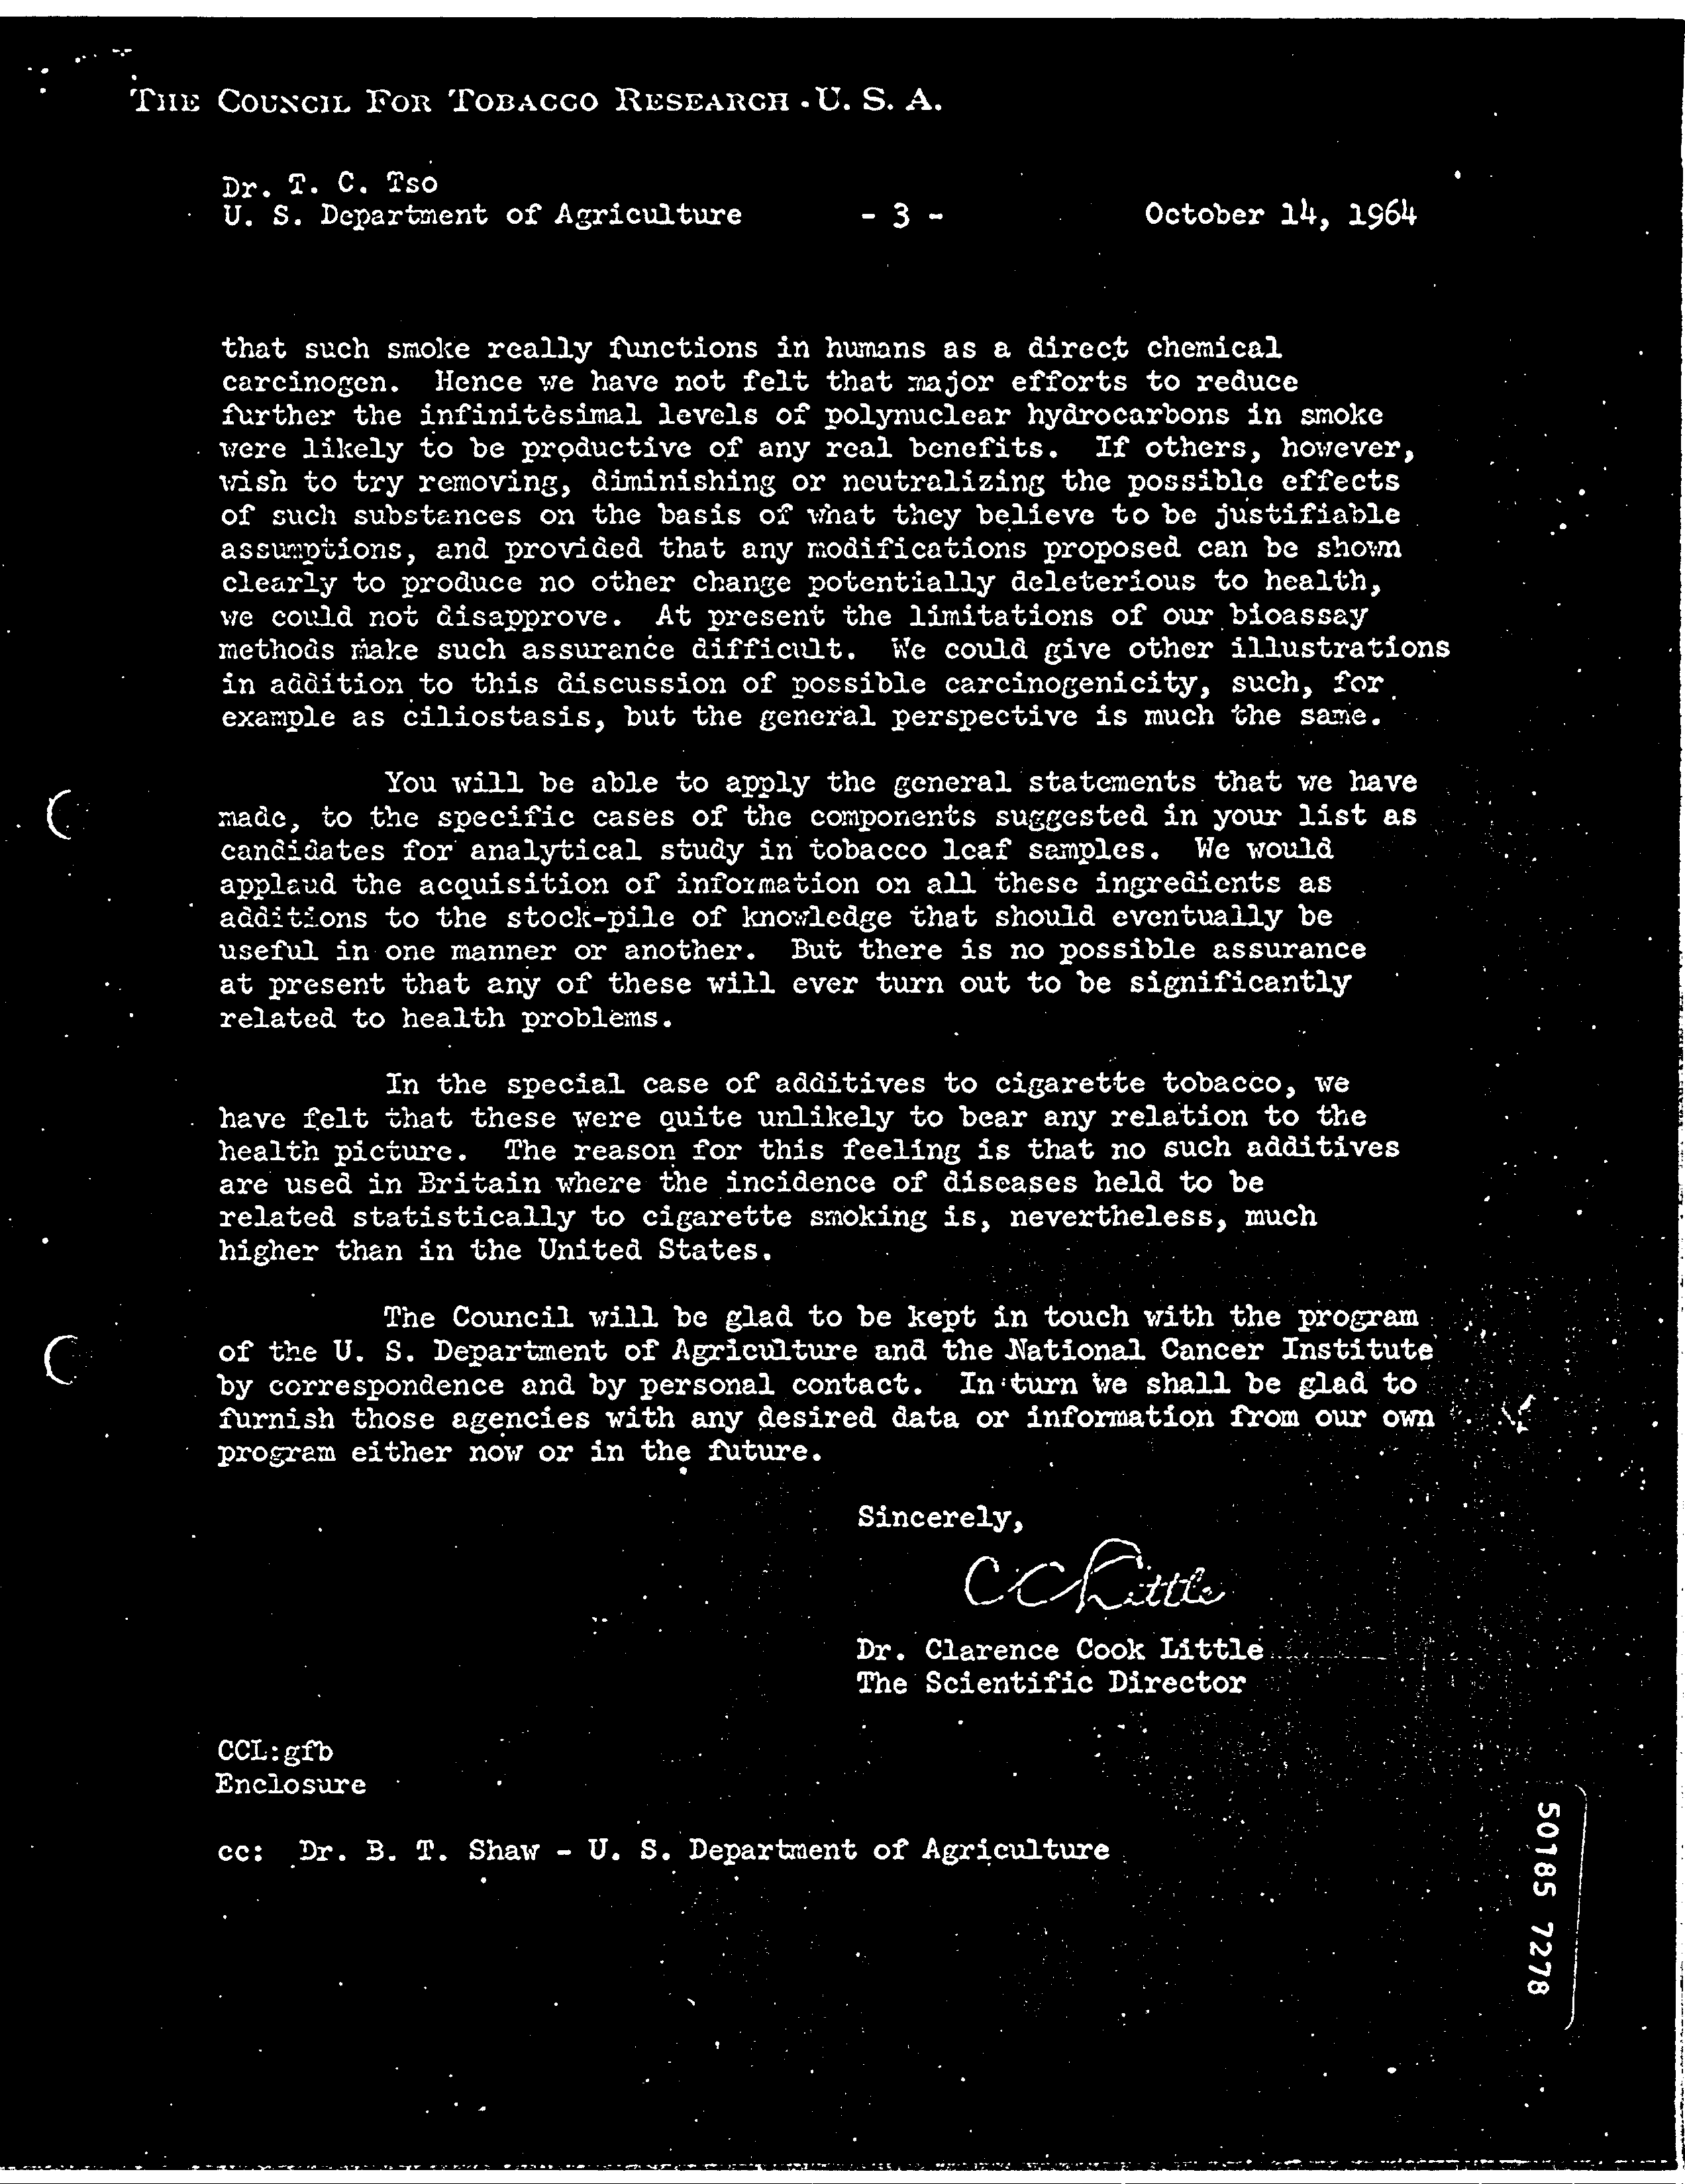 THE COUNCIL FOR TOBACCO RESEARCH - U. S. A.
Dr. T. C. Tso
U. S. Department of Agriculture - 3 - October 14, 1964
that such smoke really functions in humans as a direct chemical
carcinogen. Hence we have not felt that major efforts to reduce
further the infinitesimal levels of polynuclear hydrocarbons in smoke
were likely to be productive of any real benefits. If others, however,
wish to try removing, diminishing or neutralizing the possible effects
of such substances on the basis of what they believe to be justifiable
assumptions, and provided that any modifications proposed can be shown
clearly to produce no other change potentially deleterious to health,
we could not disapprove. At present the limitations of our bioassay
methods make such assurance difficult. We could give other illustrations
in addition to this discussion of possible carcinogenicity, such, for
example as ciliostasis, but the general perspective is much the same.
You will be able to apply the general statements that we have
made, to the specific cases of the components suggested in your list as
candidates for analytical study in tobacco leaf samples. We would
applaud the acquisition of information on all these ingredients as
additions to the stock-pile of knowledge that should eventually be
useful in one manner or another. But there is no possible assurance
at present that any of these will ever turn out to be significantly
related to health problems.
In the special case of additives to cigarette tobacco, we
have felt that these were quite unlikely to bear any relation to the
health picture. The reason for this feeling is that no such additives
are used in Britain where the incidence of diseases held to be
related statistically to cigarette smoking is, nevertheless, much
higher than in the United States.
The Council will be glad to be kept in touch with the program
of the U. S. Department of Agriculture and the National Cancer Institute
by correspondence and by personal contact. In turn we shall be glad to
furnish those agencies with any desired data or information from our own
program either now or in the future.
Sincerely,
CC Little
Dr. Clarence Cook Little
The Scientific Director
CCL:gfb
Enclosure
cc: Dr. B. T. Shaw - U. S. Department of Agriculture
50185 7278